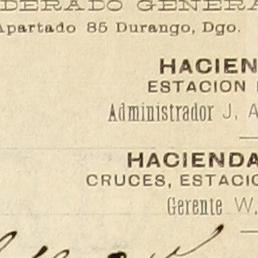 DERADO GENERA
Apartado 85 Durango, Dgo.
HACIEN
ESTACION
Administrador J, A
HACIENDA
CRUCES, ESTACIO
Gerente W.